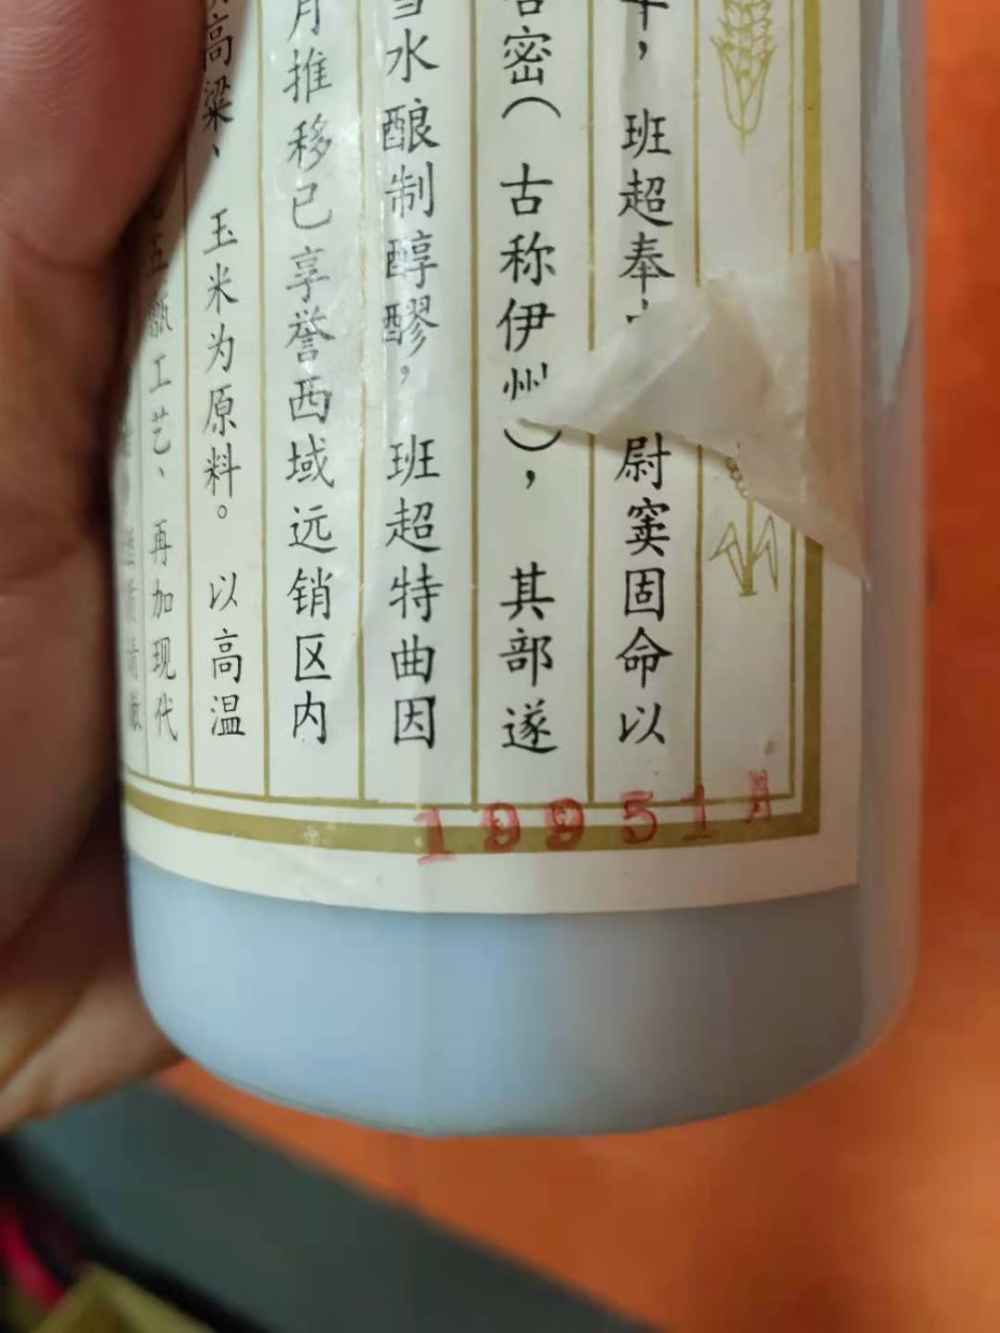 年，班超奉
尉窦固命以
密（古称伊州），其部遂
水酿制醇醪，班超特曲因
月推移已享誉西域远销区内
高粱、玉米为原料。以高温
工艺、再加现代
19951月